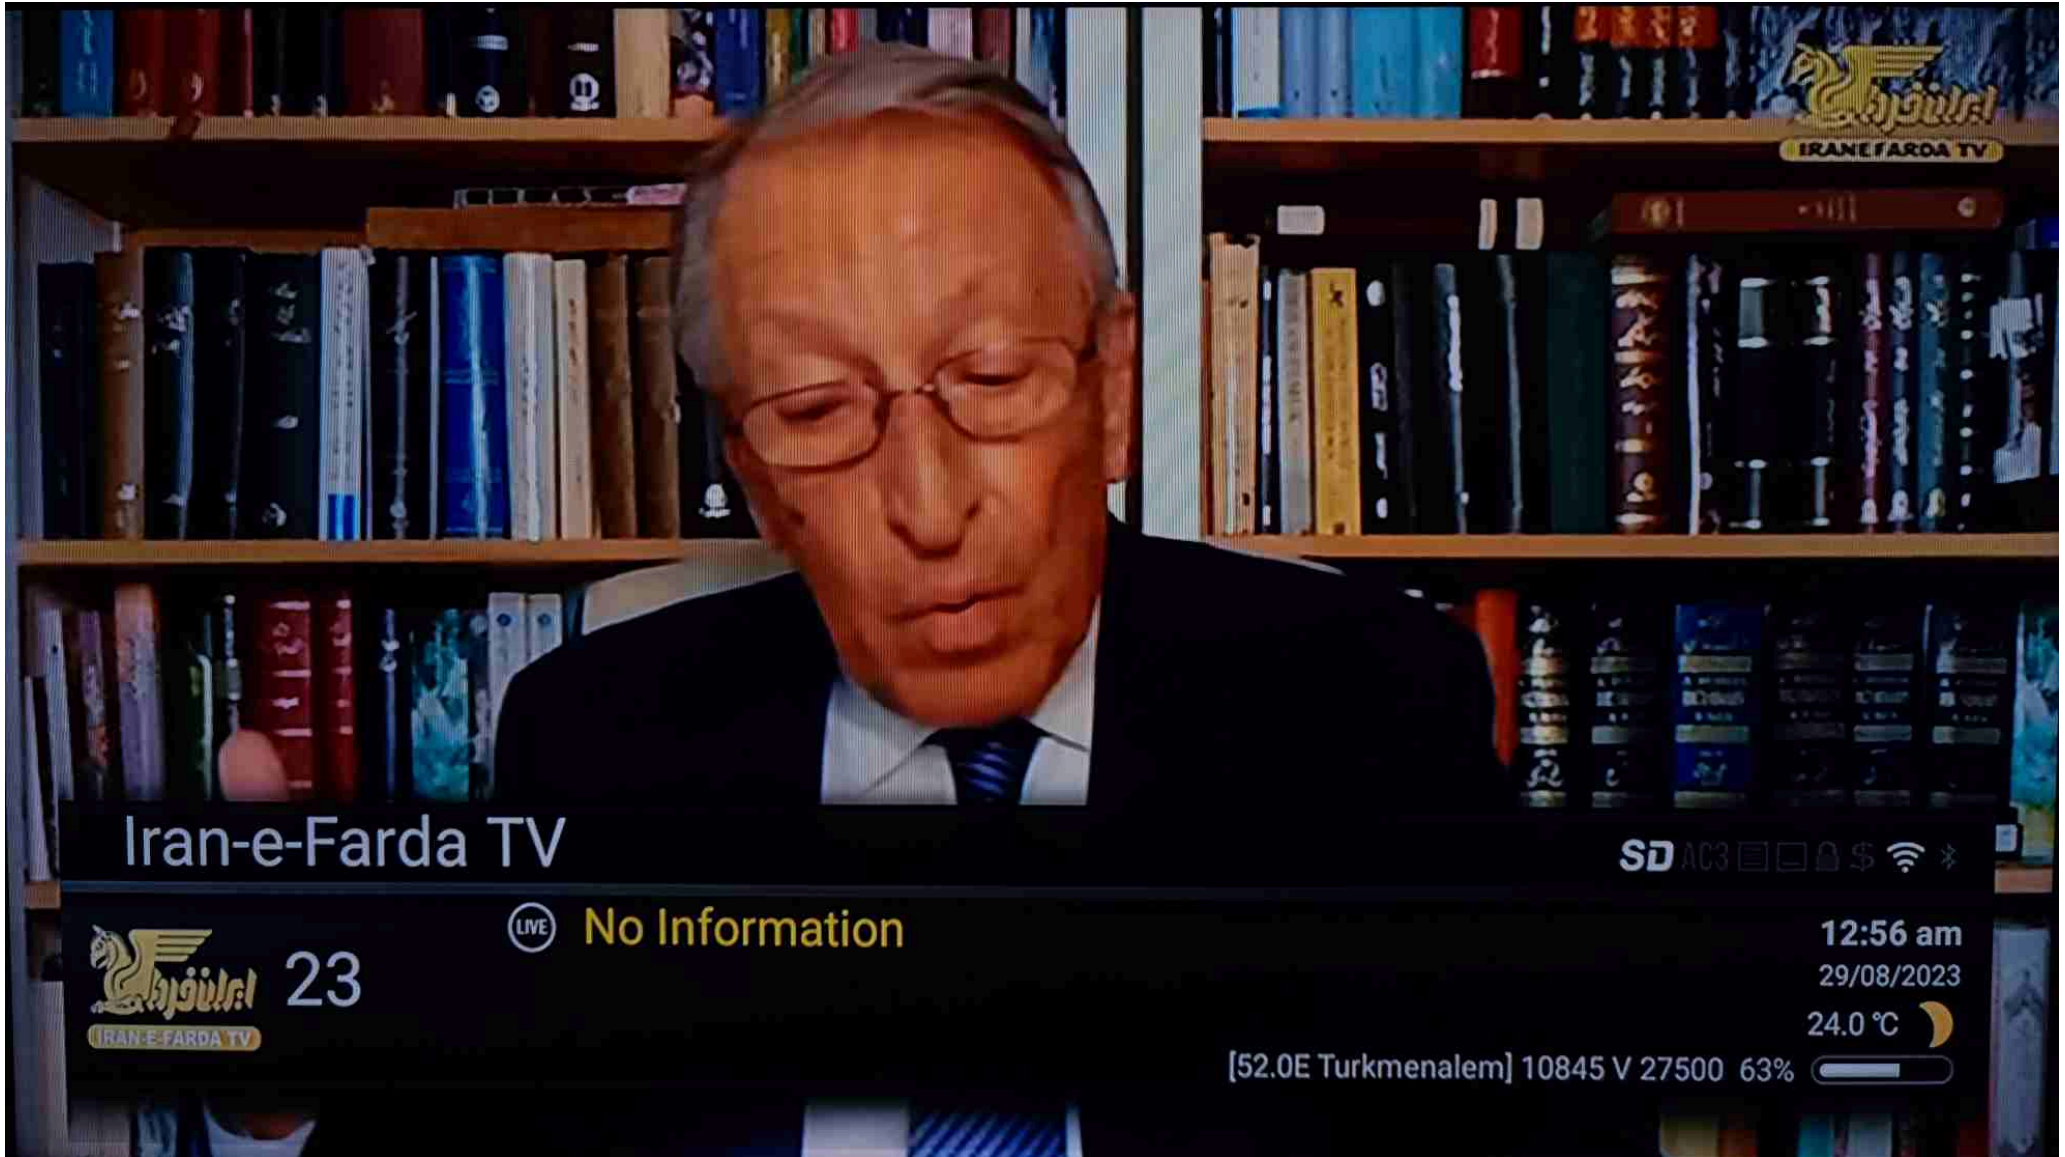 ایران فردا
IRANEFARDA TV
Iran-e-Farda TV
SD AC3 $
LIVE No Information
12:56 am
ایران فردا
IRAN-E-FARDA TV
23
29/08/2023
24.0 °C
[52.0E Turkmenalem] 10845 V 27500 63%